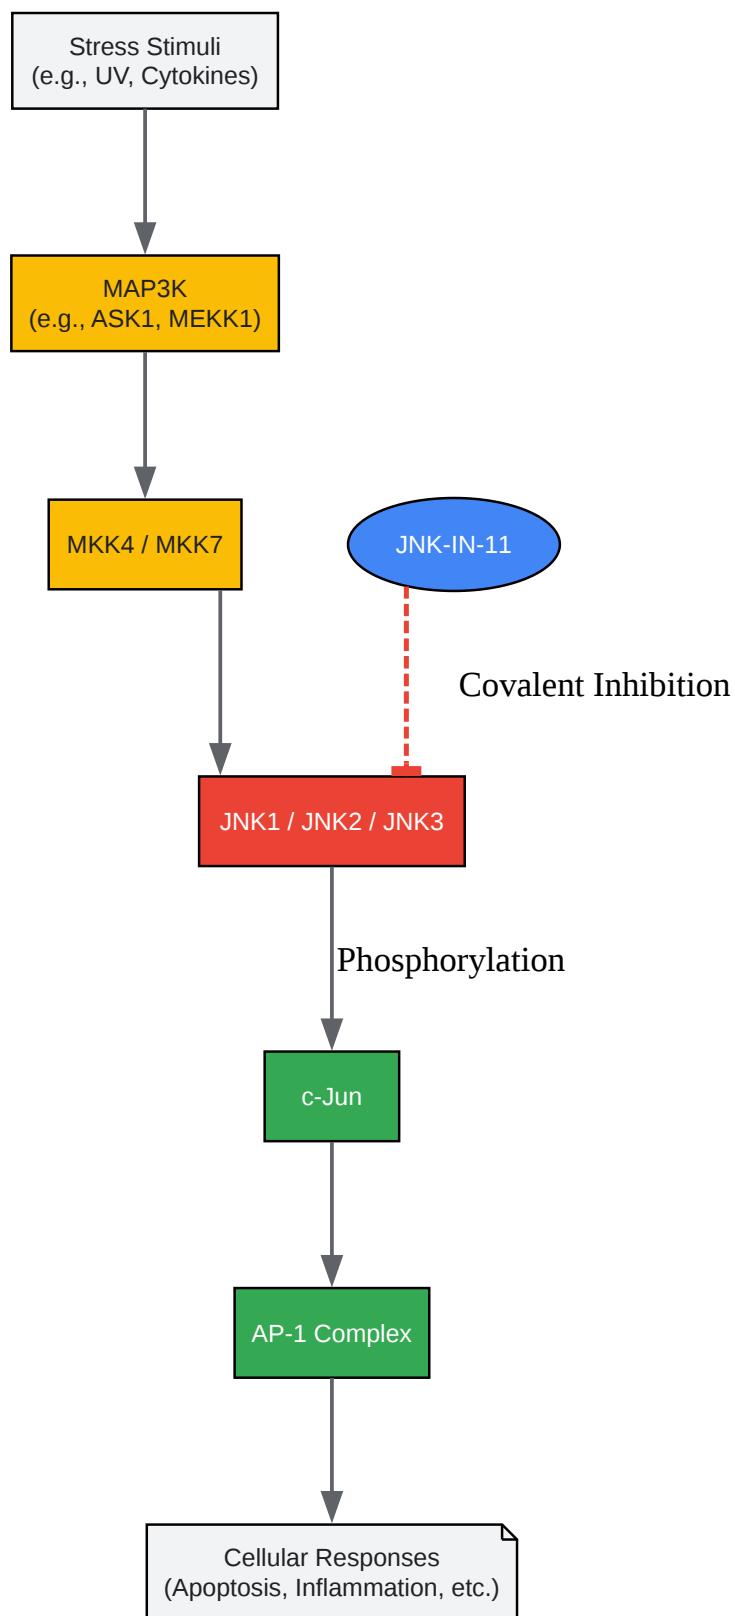 Stress Stimuli
(e.g., UV, Cytokines)
MAP3K
(e.g., ASK1, MEKK1)
MKK4 / MKK7
JNK-IN-11
Covalent Inhibition
JNK1 / JNK2 / JNK3
Phosphorylation
c-Jun
AP-1 Complex
Cellular Responses
(Apoptosis, Inflammation, etc.)